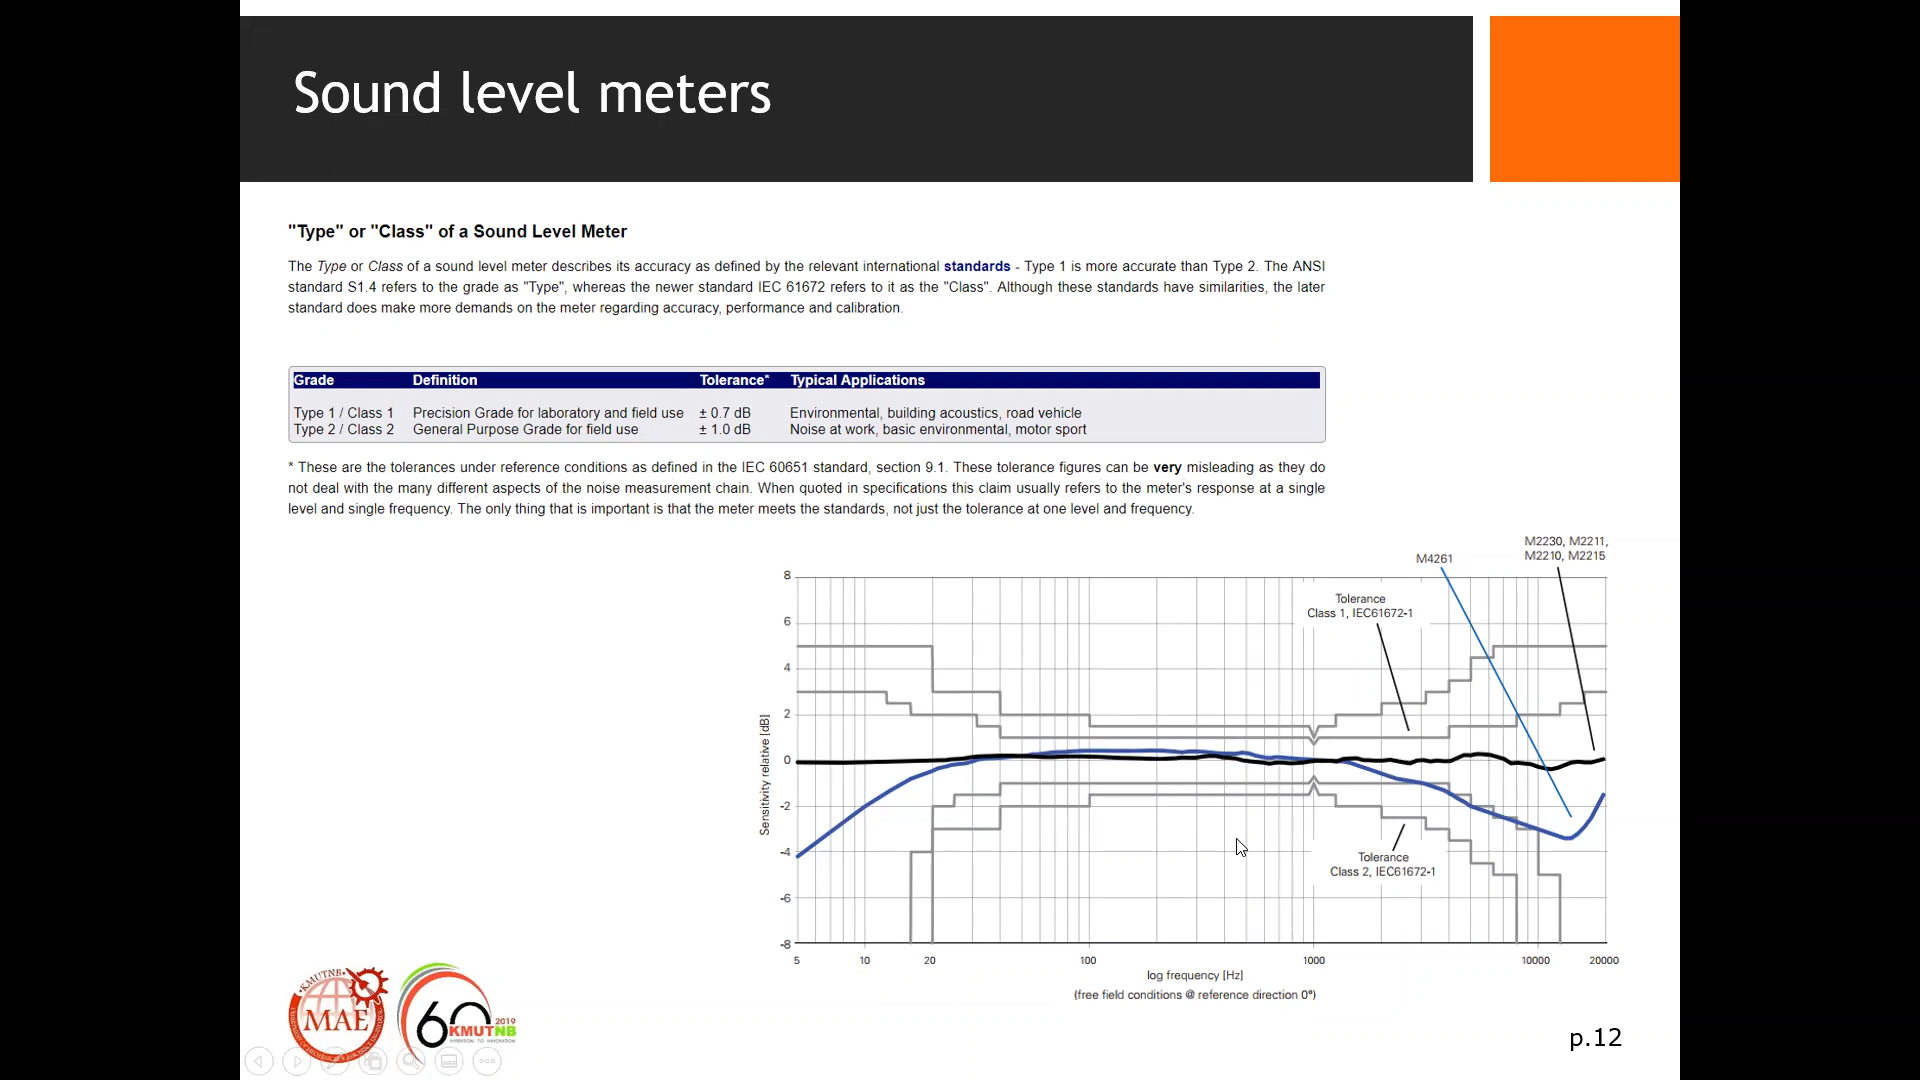 Sound level meters
"Type" or "Class" of a Sound Level Meter
The Type or Class of a sound level meter describes its accuracy as defined by the relevant international standards - Type 1 is more accurate than Type 2. The ANSI
standard S1.4 refers to the grade as "Type", whereas the newer standard IEC 61672 refers to it as the "Class". Although these standards have similarities, the later
standard does make more demands on the meter regarding accuracy, performance and calibration.
Grade Definition Tolerance* Typical Applications
Type 1 / Class 1 Precision Grade for laboratory and field use ± 0.7 dB Environmental, building acoustics, road vehicle
Type 2 / Class 2 General Purpose Grade for field use ± 1.0 dB Noise at work, basic environmental, motor sport
* These are the tolerances under reference conditions as defined in the IEC 60651 standard, section 9.1. These tolerance figures can be very misleading as they do
not deal with the many different aspects of the noise measurement chain. When quoted in specifications this claim usually refers to the meter's response at a single
level and single frequency. The only thing that is important is that the meter meets the standards, not just the tolerance at one level and frequency.
M2230, M2211,
M2210, M2215
M4261
Tolerance
Class 1, IEC61672-1
8
6
4
2
0
-2
-4
-6
-8
Sensitivity relative [dB]
Tolerance
Class 2, IEC61672-1
5 10 20 100 1000 10000 20000
log frequency [Hz]
(free field conditions @ reference direction 0°)
KMUTNB
MAE
60
2019
KMUTNB
p.12